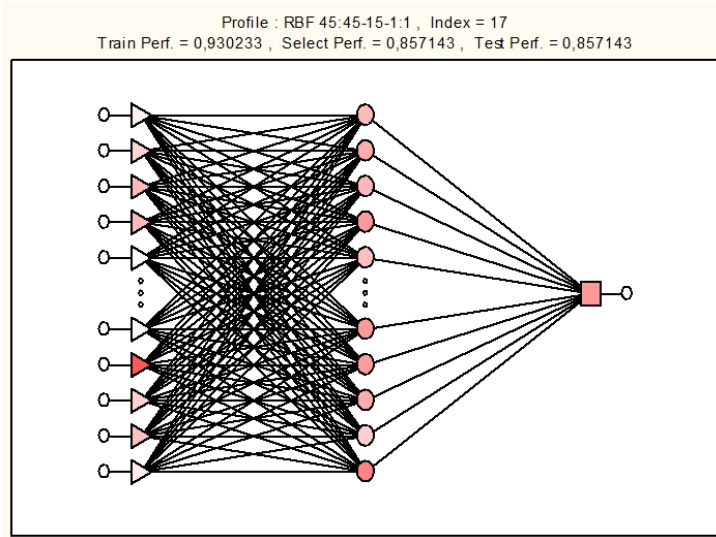 Profile : RBF 45:45-15-1:1 , Index = 17
Train Perf. = 0,930233 , Select Perf. = 0,857143 , Test Perf. = 0,857143